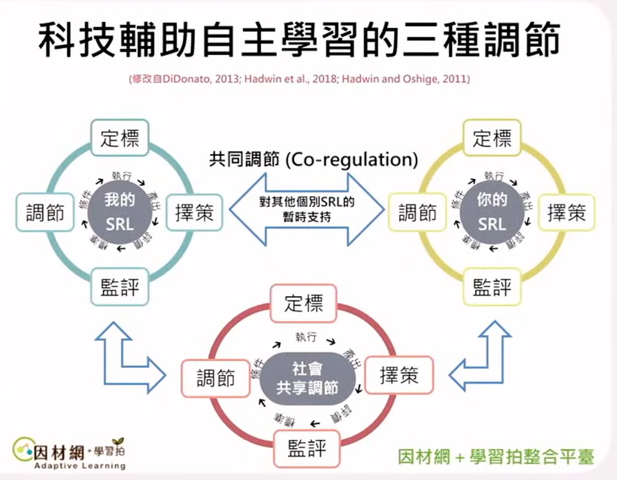 科技輔助自主學習的三種調節
(修改自DiDonato, 2013; Hadwin et al., 2018; Hadwin and Oshige, 2011)
共同調節 (Co-regulation)
對其他個別SRL的
暫時支持
定標
擇策
監評
調節
執行
產出
評價
標準
條件
我的
SRL
定標
擇策
監評
調節
執行
產出
評價
標準
條件
你的
SRL
定標
擇策
監評
調節
執行
產出
評價
標準
條件
社會
共享調節
因材網+學習拍
Adaptive Learning
因材網+學習拍整合平臺